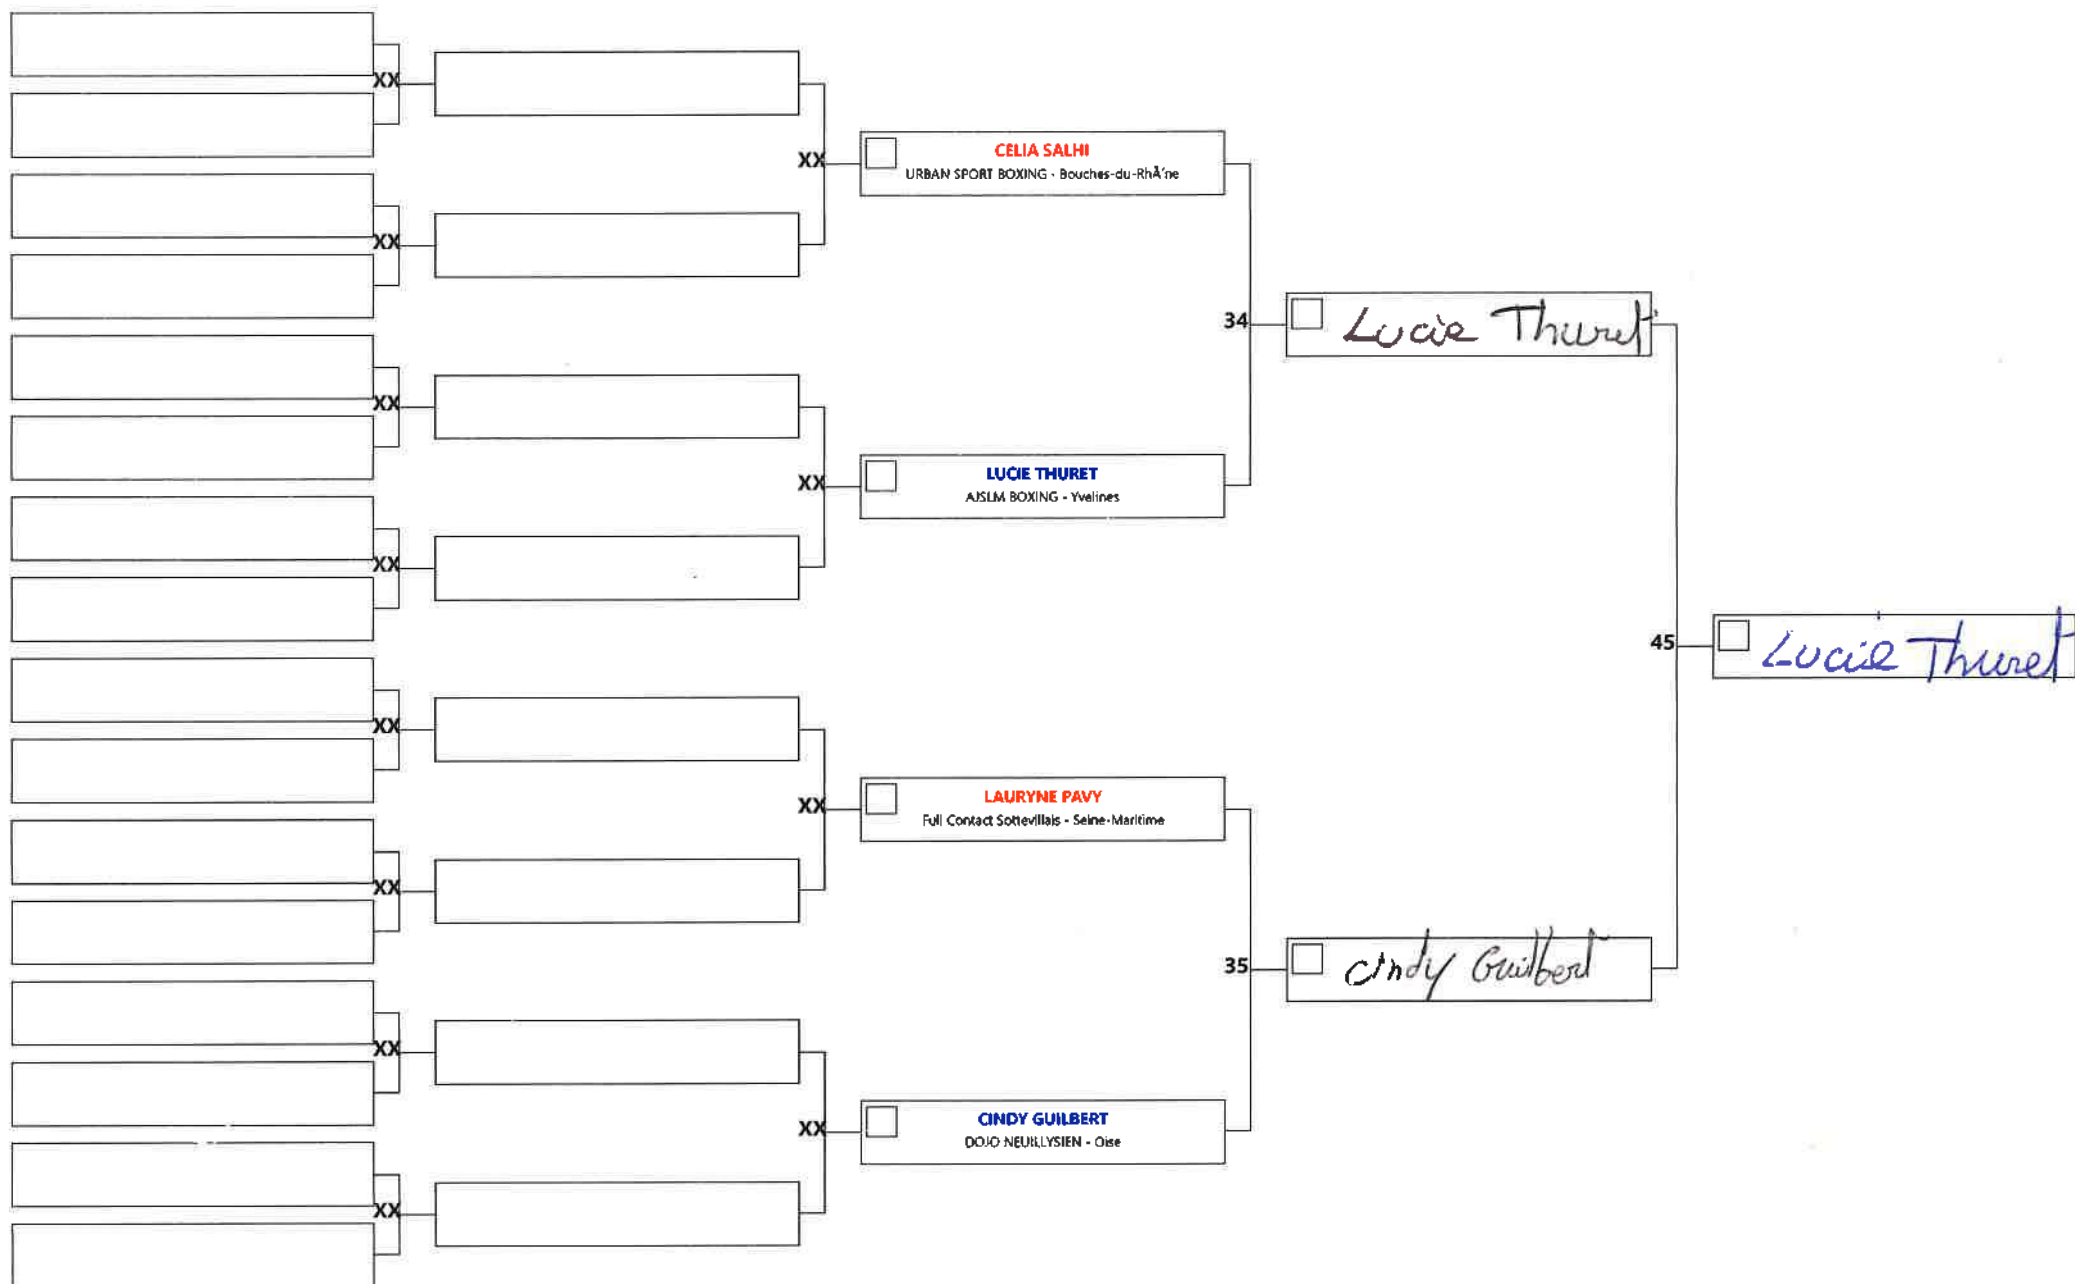 XX
XX
CELIA SALHI
URBAN SPORT BOXING - Bouches-du-RhÃ´ne
XX
34
Lucie Thuret
XX
LUCIE THURET
AJSLM BOXING - Yvelines
XX
XX
45
Lucie Thuret
XX
LAURYNE PAVY
Full Contact Sottevillais - Seine-Maritime
XX
XX
35
Cindy Guilbert
XX
CINDY GUILBERT
DOJO NEUILLYSIEN - Oise
XX
XX